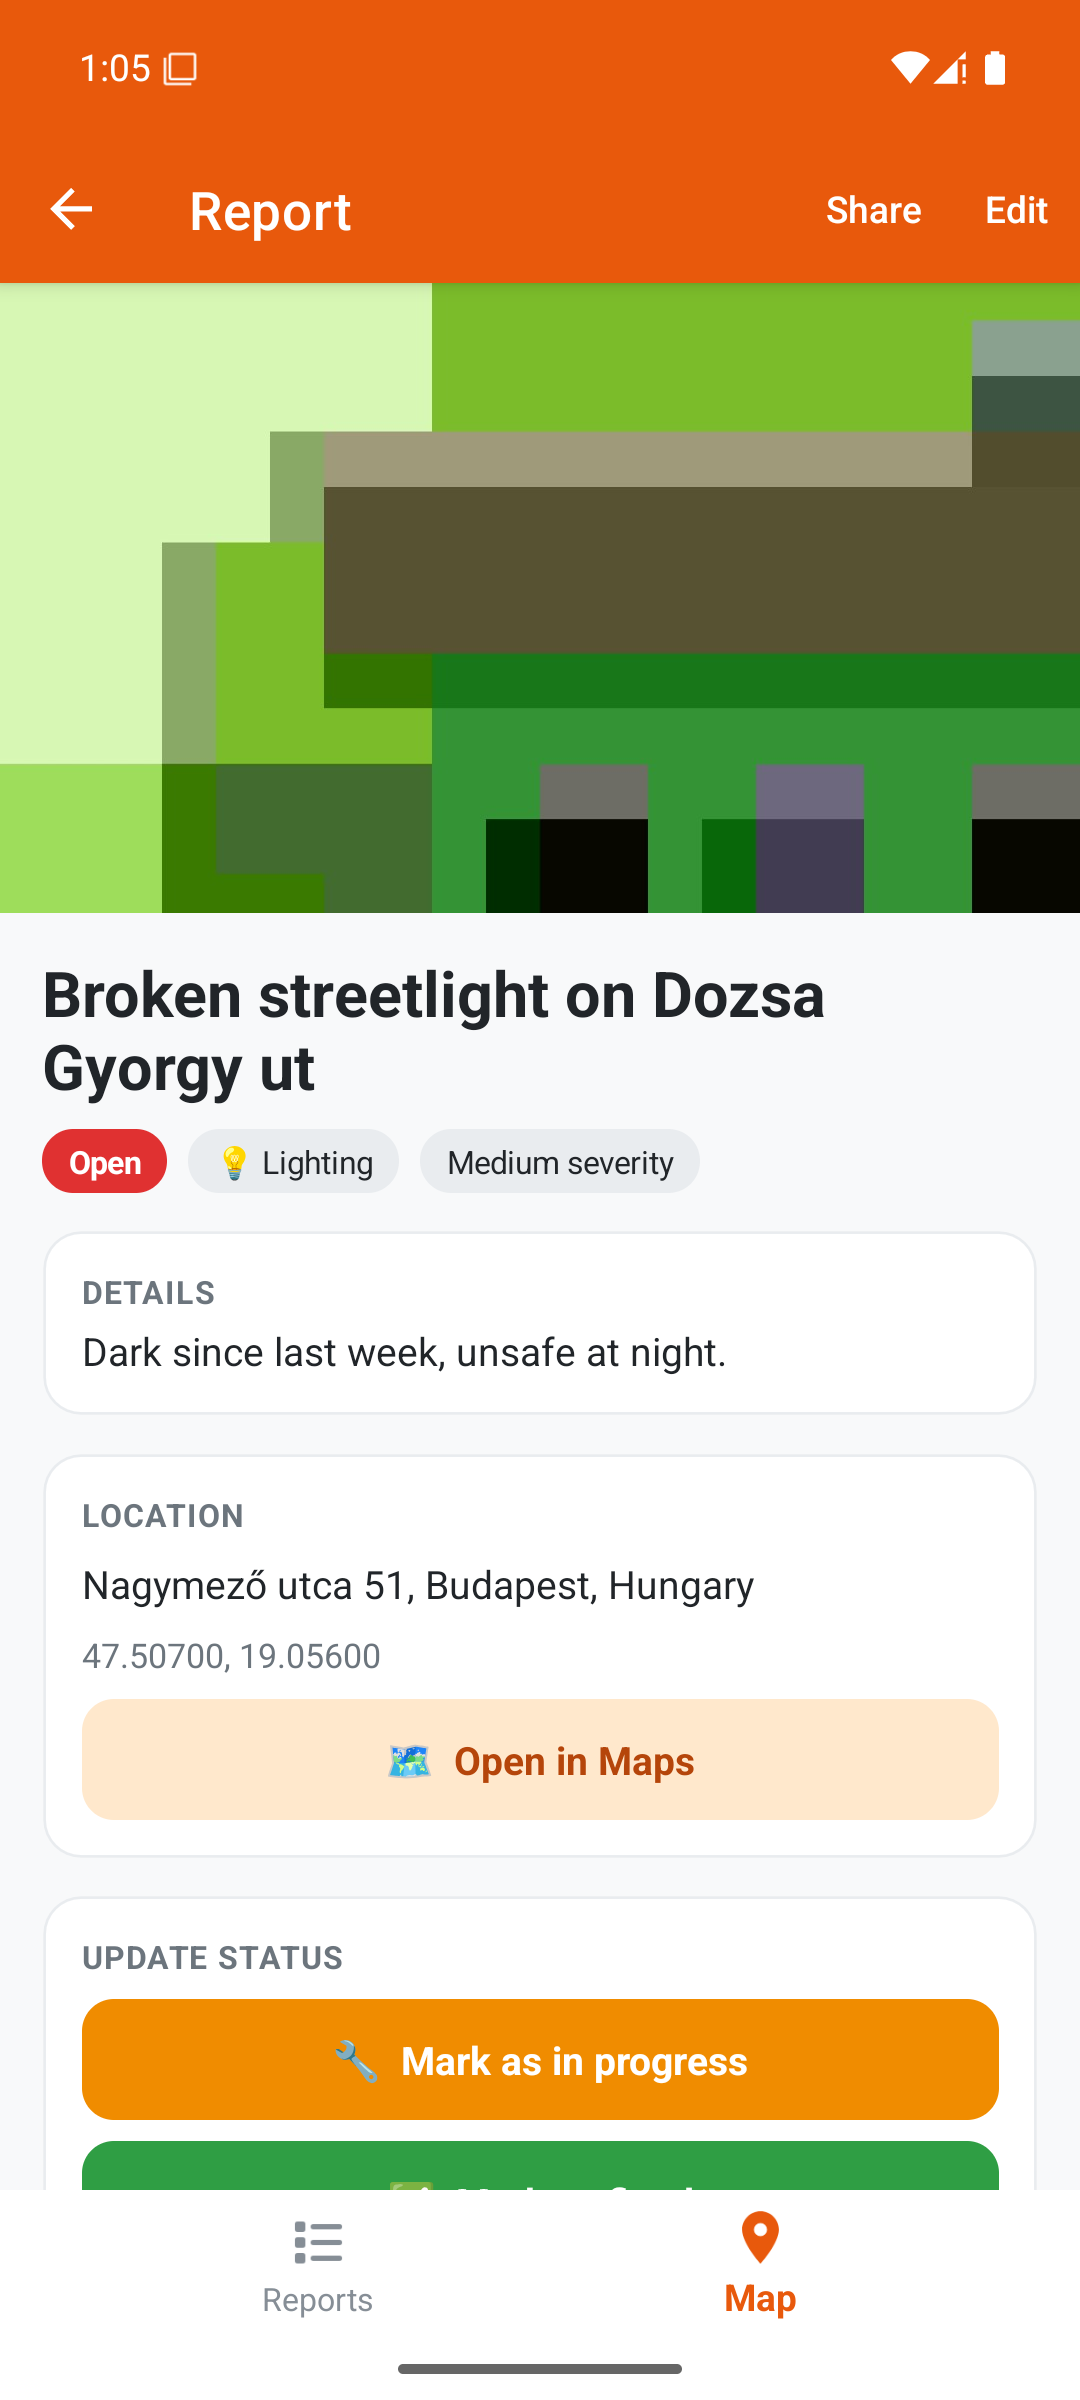 1:05
Report
Share
Edit
Broken streetlight on Dozsa
Gyorgy ut
Open
Lighting
Medium severity
DETAILS
Dark since last week, unsafe at night.
LOCATION
Nagymező utca 51, Budapest, Hungary
47.50700, 19.05600
Open in Maps
UPDATE STATUS
Mark as in progress
Reports
Map